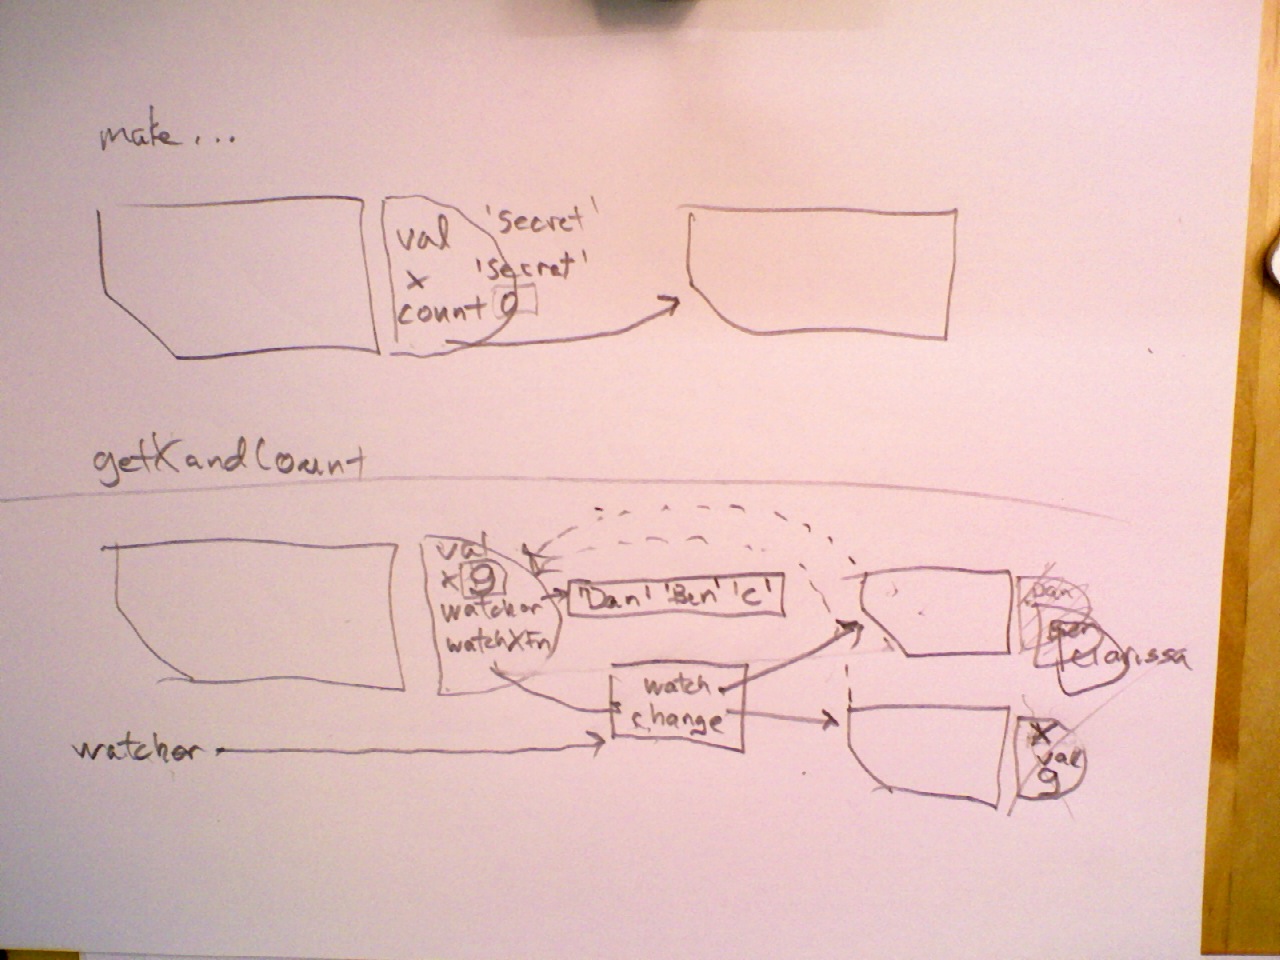 make...
val 'secret'
x 'secret'
count 0
getXandCount
val
x 9
watcher
watchXFn
'Dan' 'Ben' 'C'
Dan
Ben
Clarissa
watch
change
watcher
x
val
9